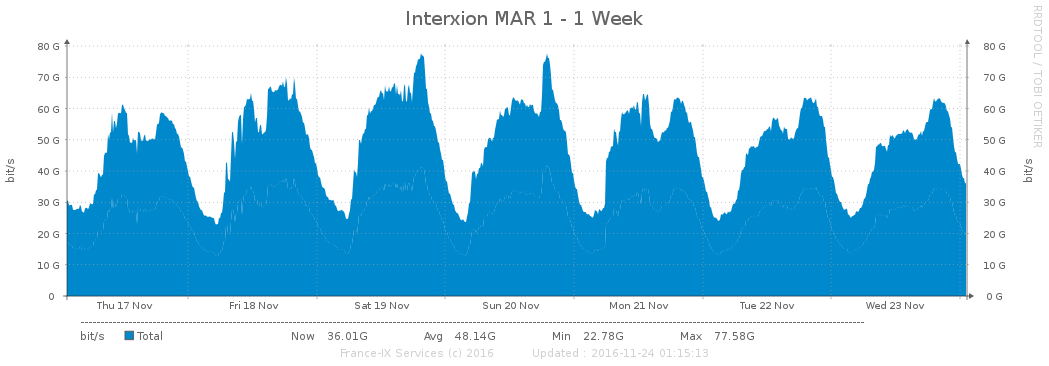 Interxion MAR 1 - 1 Week
RRDTOOL / TOBI OETIKER
bit/s
bit/s
80 G 80 G
70 G 70 G
60 G 60 G
50 G 50 G
40 G 40 G
30 G 30 G
20 G 20 G
10 G 10 G
0 0 G
Thu 17 Nov Fri 18 Nov Sat 19 Nov Sun 20 Nov Mon 21 Nov Tue 22 Nov Wed 23 Nov
bit/s Total Now 36.01G Avg 48.14G Min 22.78G Max 77.58G
France-IX Services (c) 2016 Updated : 2016-11-24 01:15:13